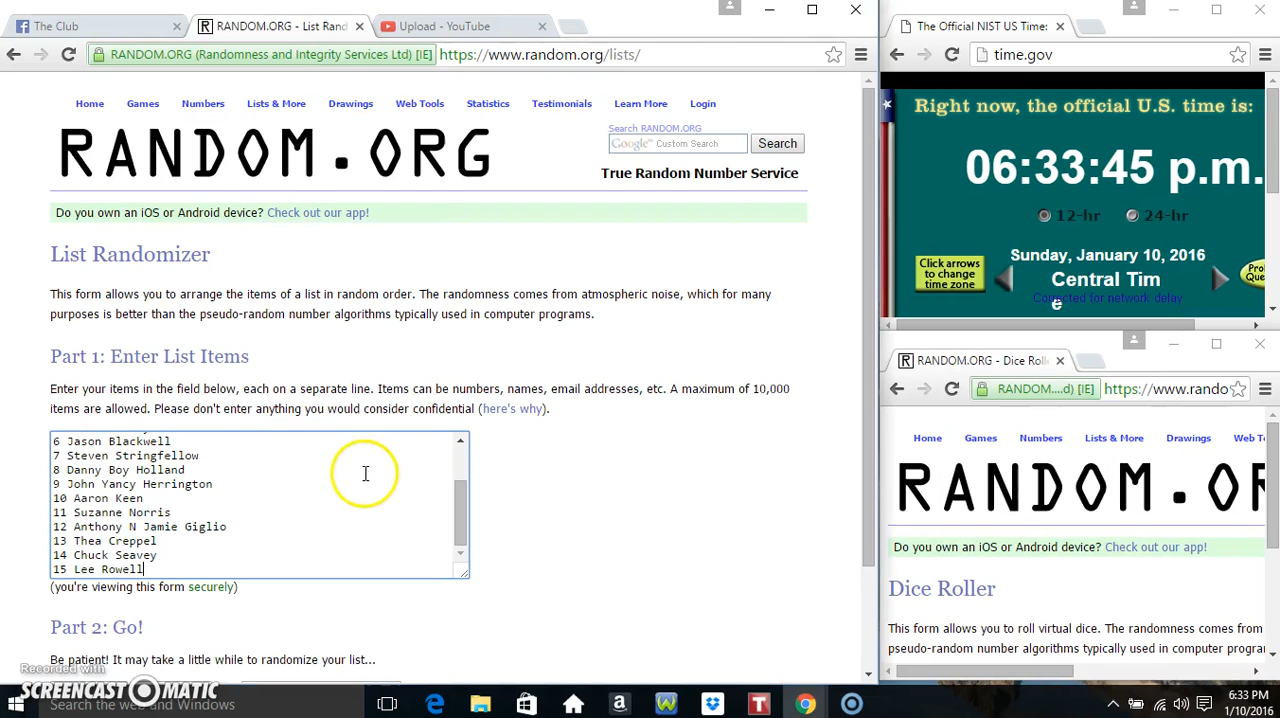 The Club
RANDOM.ORG - List Rand
Upload - YouTube
RANDOM.ORG (Randomness and Integrity Services Ltd) [IE]
https://www.random.org/lists/
Home Games Numbers Lists & More Drawings Web Tools Statistics Testimonials Learn More Login
RANDOM.ORG
Search RANDOM.ORG
Google™ Custom Search
Search
True Random Number Service
Do you own an iOS or Android device? Check out our app!
List Randomizer
This form allows you to arrange the items of a list in random order. The randomness comes from atmospheric noise, which for many
purposes is better than the pseudo-random number algorithms typically used in computer programs.
Part 1: Enter List Items
Enter your items in the field below, each on a separate line. Items can be numbers, names, email addresses, etc. A maximum of 10,000
items are allowed. Please don't enter anything you would consider confidential (here's why).
6 Jason Blackwell
7 Steven Stringfellow
8 Danny Boy Holland
9 John Yancy Herrington
10 Aaron Keen
11 Suzanne Norris
12 Anthony N Jamie Giglio
13 Thea Creppel
14 Chuck Seavey
15 Lee Rowell
(you're viewing this form securely)
Part 2: Go!
Be patient! It may take a little while to randomize your list...
Recorded with
SCREENCAST-O-MATIC
Search the web and Windows
The Official NIST US Time:
time.gov
Right now, the official U.S. time is:
06:33:45 p.m.
12-hr 24-hr
Click arrows
to change
time zone
Sunday, January 10, 2016
Central Tim
e
Corrected for network delay
Pro
Que
RANDOM.ORG - Dice Roll
RANDOM....d) [IE]
https://www.rando
Home Games Numbers Lists & More Drawings Web T
RANDOM.OR
Do you own an iOS or Android device? Check out our app!
Dice Roller
This form allows you to roll virtual dice. The randomness comes from
pseudo-random number algorithms typically used in computer progra
6:33 PM
1/10/2016